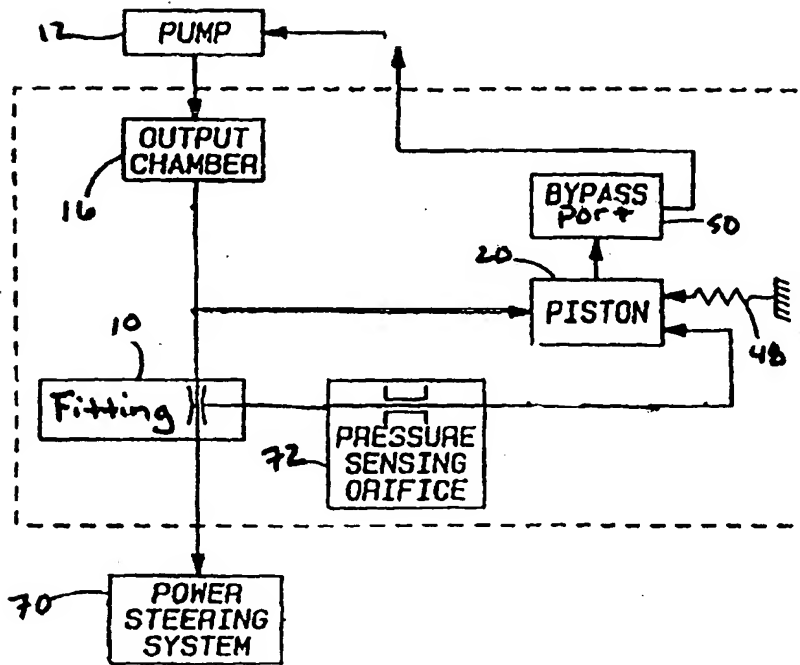 12
PUMP
OUTPUT
CHAMBER
16
BYPASS
Port
50
20
PISTON
48
10
Fitting
72
PRESSURE
SENSING
ORIFICE
70
POWER
STEERING
SYSTEM